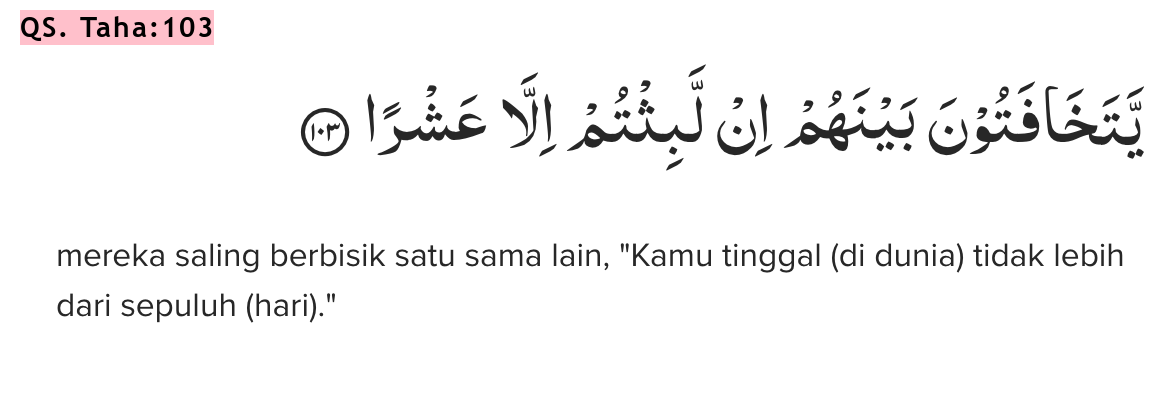 QS. Taha:103
يَّتَخَافَتُوْنَ بَيْنَهُمْ اِنْ لَّبِثْتُمْ اِلَّا عَشْرًا ١٠٣
mereka saling berbisik satu sama lain, "Kamu tinggal (di dunia) tidak lebih
dari sepuluh (hari)."